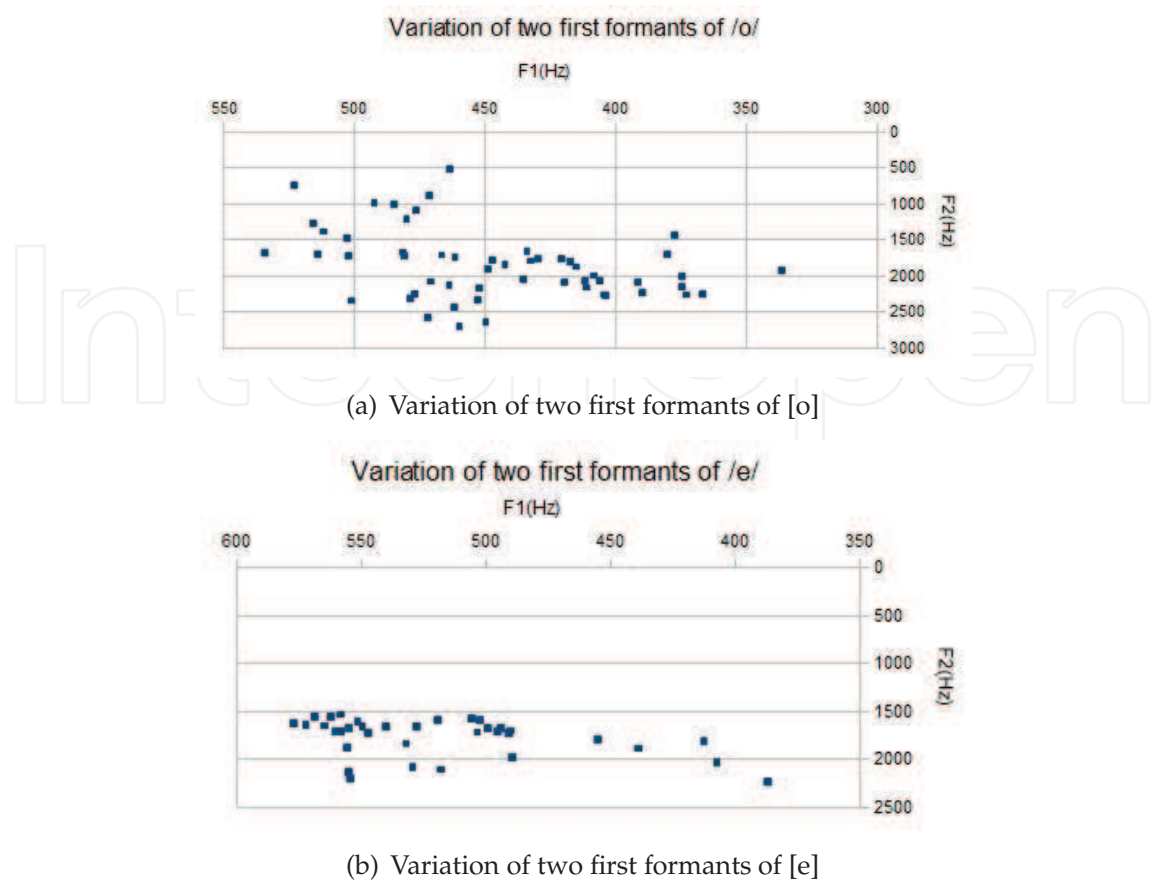 Variation of two first formants of /o/
F1(Hz)
550 500 450 400 350 300
0
500
1000
1500
2000
2500
3000
F2(Hz)
IntechOpen
(a) Variation of two first formants of [o]
Variation of two first formants of /e/
F1(Hz)
600 550 500 450 400 350
0
500
1000
1500
2000
2500
F2(Hz)
(b) Variation of two first formants of [e]